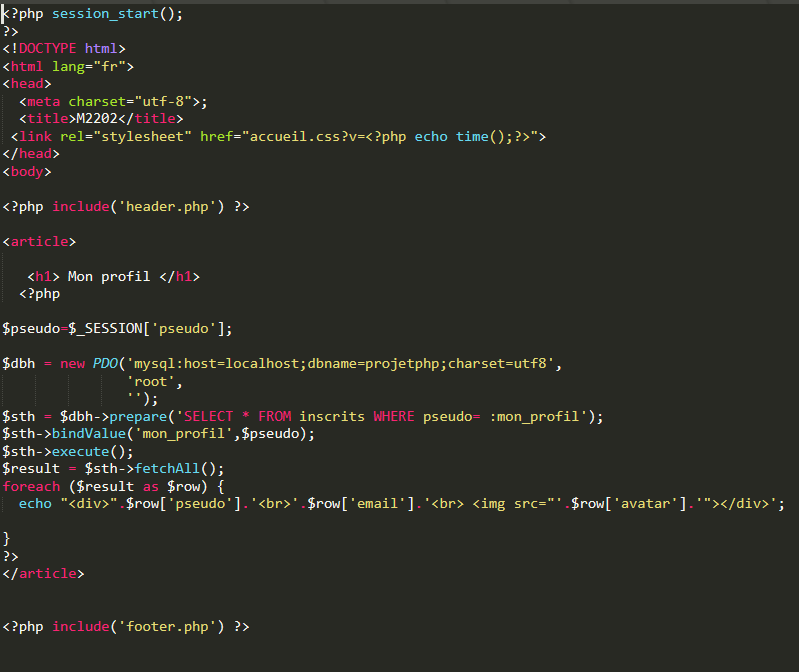 <?php session_start();
?>
<!DOCTYPE html>
<html lang="fr">
<head>
<meta charset="utf-8">;
<title>M2202</title>
<link rel="stylesheet" href="accueil.css?v=<?php echo time();?>">
</head>
<body>
<?php include('header.php') ?>
<article>
<h1> Mon profil </h1>
<?php
$pseudo=$_SESSION['pseudo'];
$dbh = new PDO('mysql:host=localhost;dbname=projetphp;charset=utf8',
'root',
'');
$sth = $dbh->prepare('SELECT * FROM inscrits WHERE pseudo= :mon_profil');
$sth->bindValue('mon_profil',$pseudo);
$sth->execute();
$result = $sth->fetchAll();
foreach ($result as $row) {
echo "<div>".$row['pseudo'].'<br>'.$row['email'].'<br> <img src="'.$row['avatar'].'"></div>';
}
?>
</article>
<?php include('footer.php') ?>